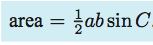 area = ½ab sin C.